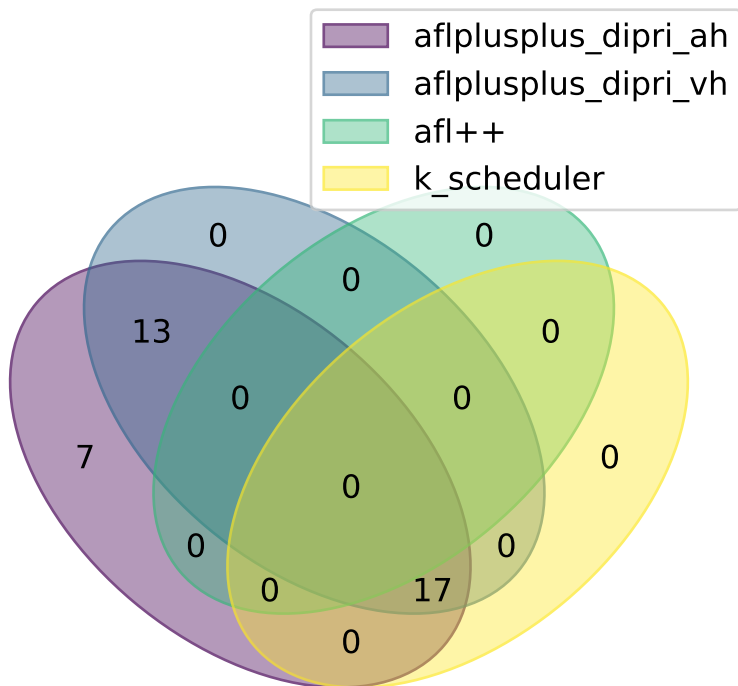 aflplusplus_dipri_ah
aflplusplus_dipri_vh
afl++
k_scheduler
0 0
0
13 0
0 0
7 0
0
0 0
0 17
0